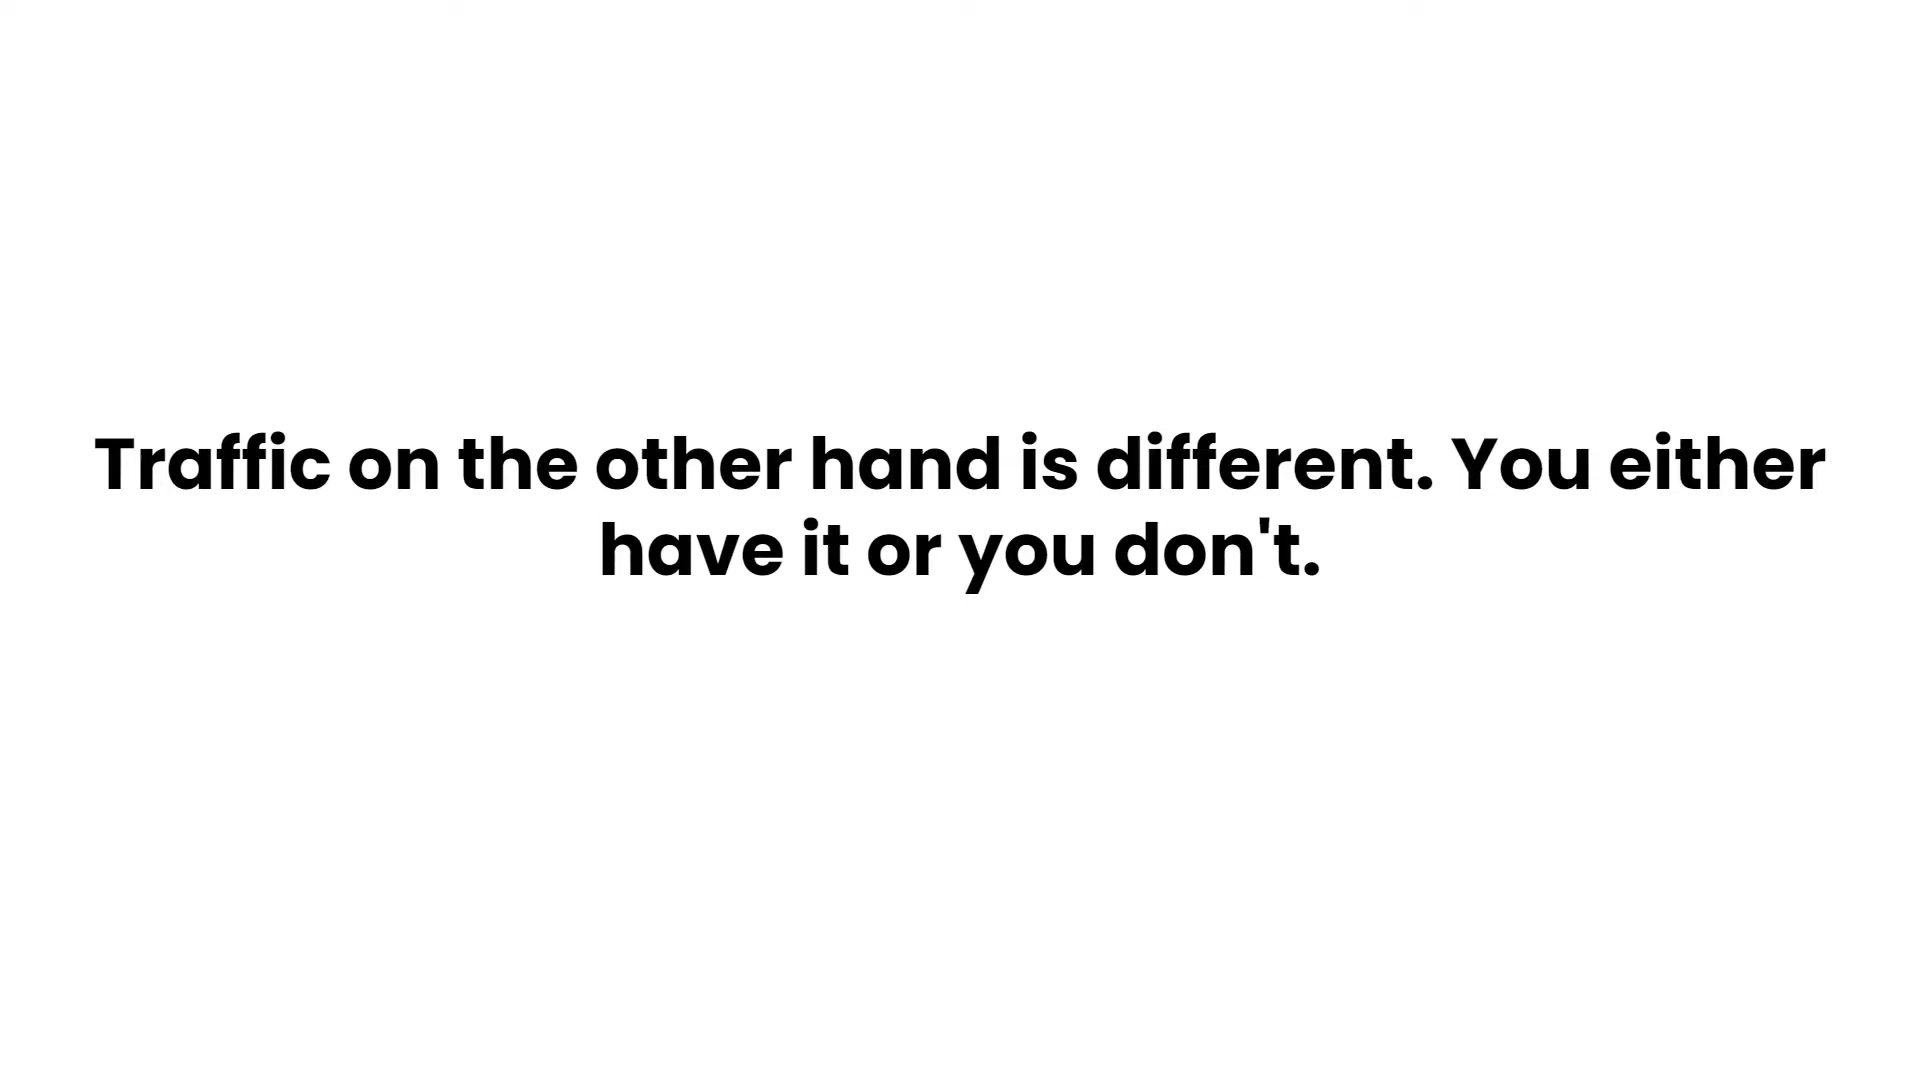 Traffic on the other hand is different. You either
have it or you don't.